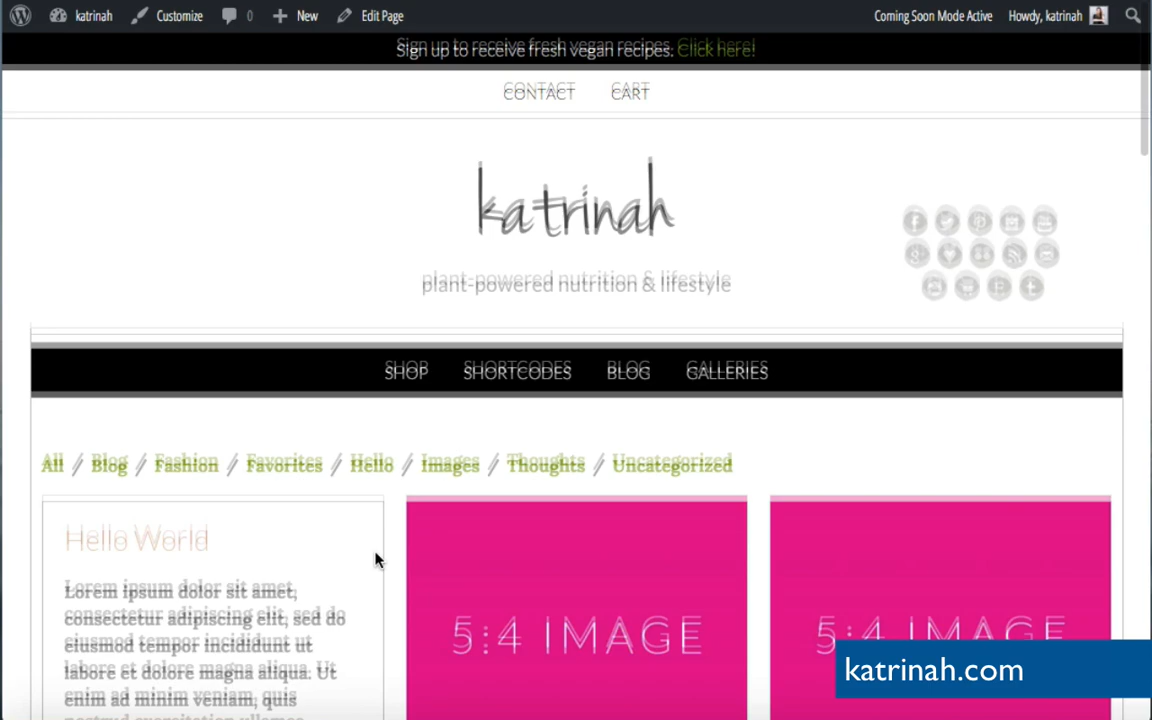 katrinah Customize 0 New Edit Page Coming Soon Mode Active Howdy, katrinah
Sign up to receive fresh vegan recipes. Click here!
CONTACT CART
katrinah
plant-powered nutrition & lifestyle
SHOP SHORTCODES BLOG GALLERIES
All / Blog / Fashion / Favorites / Hello / Images / Thoughts / Uncategorized
Hello World
Lorem ipsum dolor sit amet,
consectetur adipiscing elit, sed do
eiusmod tempor incididunt ut
labore et dolore magna aliqua. Ut
enim ad minim veniam, quis
nostrud exercitation ullamco
5:4 IMAGE
5:4 IMAGE
katrinah.com